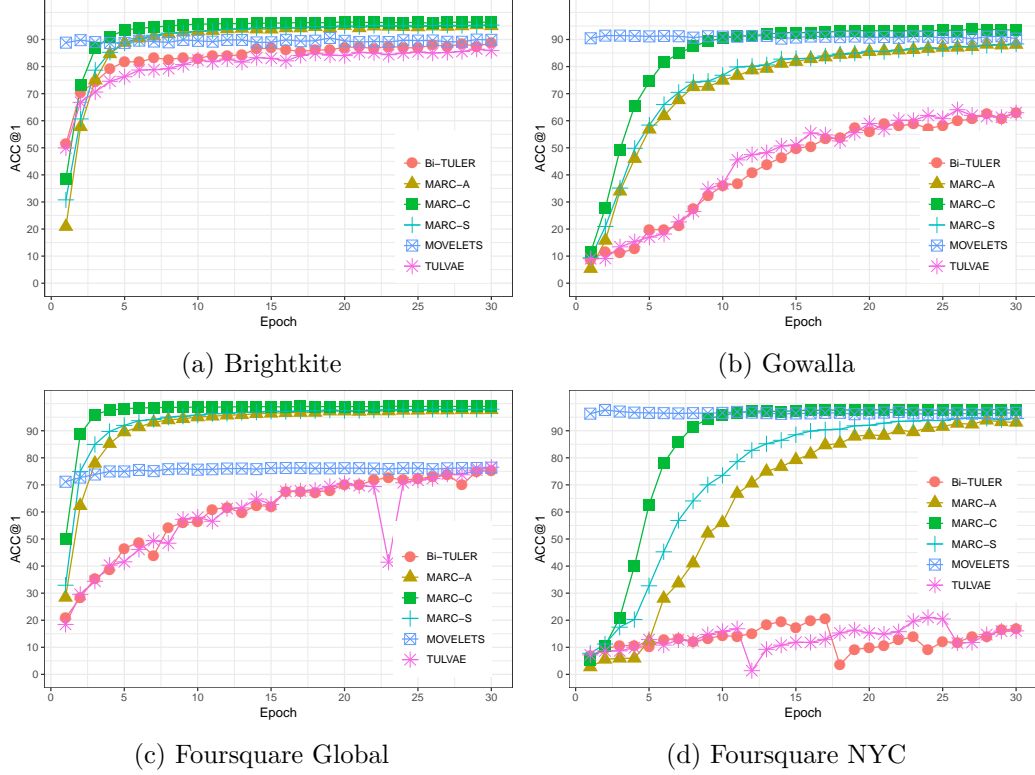 ACC@1
90
80
70
60
50
40
30
20
10
0
Bi−TULER
MARC−A
MARC−C
MARC−S
MOVELETS
TULVAE
0 5 10 15 20 25 30
Epoch
(a) Brightkite
ACC@1
90
80
70
60
50
40
30
20
10
0
Bi−TULER
MARC−A
MARC−C
MARC−S
MOVELETS
TULVAE
0 5 10 15 20 25 30
Epoch
(b) Gowalla
ACC@1
90
80
70
60
50
40
30
20
10
0
Bi−TULER
MARC−A
MARC−C
MARC−S
MOVELETS
TULVAE
0 5 10 15 20 25 30
Epoch
(c) Foursquare Global
ACC@1
90
80
70
60
50
40
30
20
10
0
Bi−TULER
MARC−A
MARC−C
MARC−S
MOVELETS
TULVAE
0 5 10 15 20 25 30
Epoch
(d) Foursquare NYC